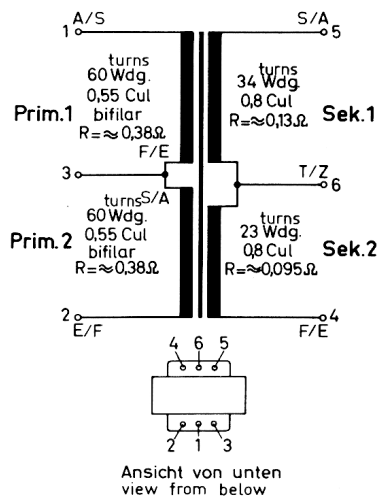 A/S
S/A
1
5
turns
60 Wdg.
0,55 Cul
bifilar
R=≈0,38Ω
Prim.1
turns
34 Wdg.
0,8 Cul
R=≈0,13Ω
Sek.1
F/E
3
S/A
T/Z
6
turns
60 Wdg.
0,55 Cul
bifilar
R=≈0,38Ω
Prim.2
turns
23 Wdg.
0,8 Cul
R=≈0,095Ω
Sek.2
2
E/F
4
F/E
4 6 5
2 1 3
Ansicht von unten
view from below